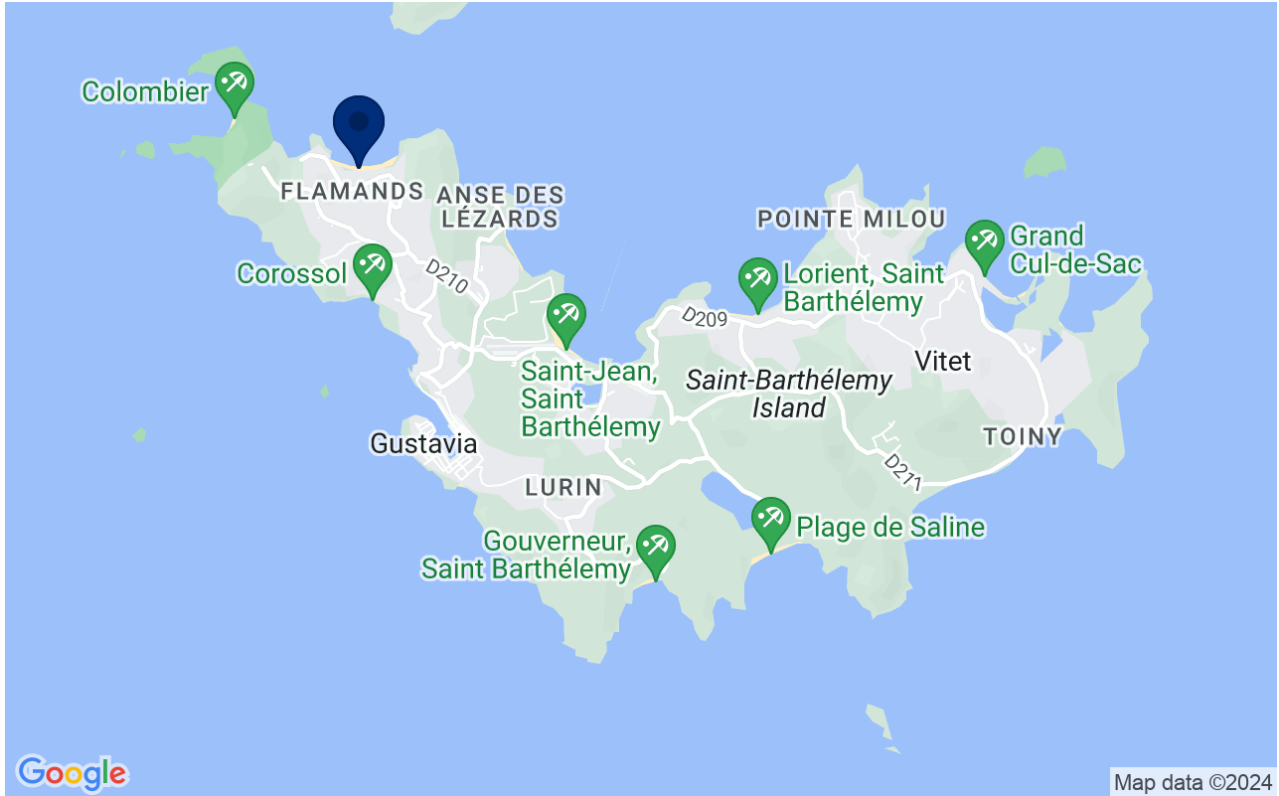 Colombier
FLAMANDS
ANSE DES
LÉZARDS
POINTE MILOU
Grand
Cul-de-Sac
Corossol
D210
Lorient, Saint
Barthélemy
D209
Vitet
Saint-Jean,
Saint
Barthélemy
Saint-Barthélemy
Island
TOINY
Gustavia
D211
LURIN
Plage de Saline
Gouverneur,
Saint Barthélemy
Google
Map data ©2024